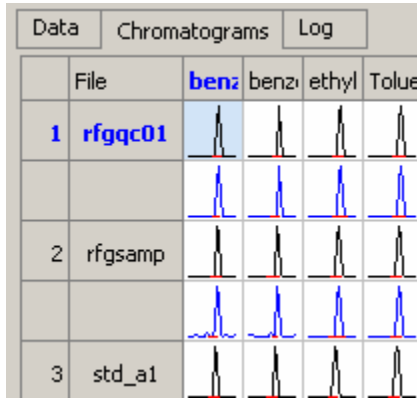 Data Chromatograms Log
File benz benz ethyl Tolue
1 rfgqc01
2 rfgsamp
3 std_a1